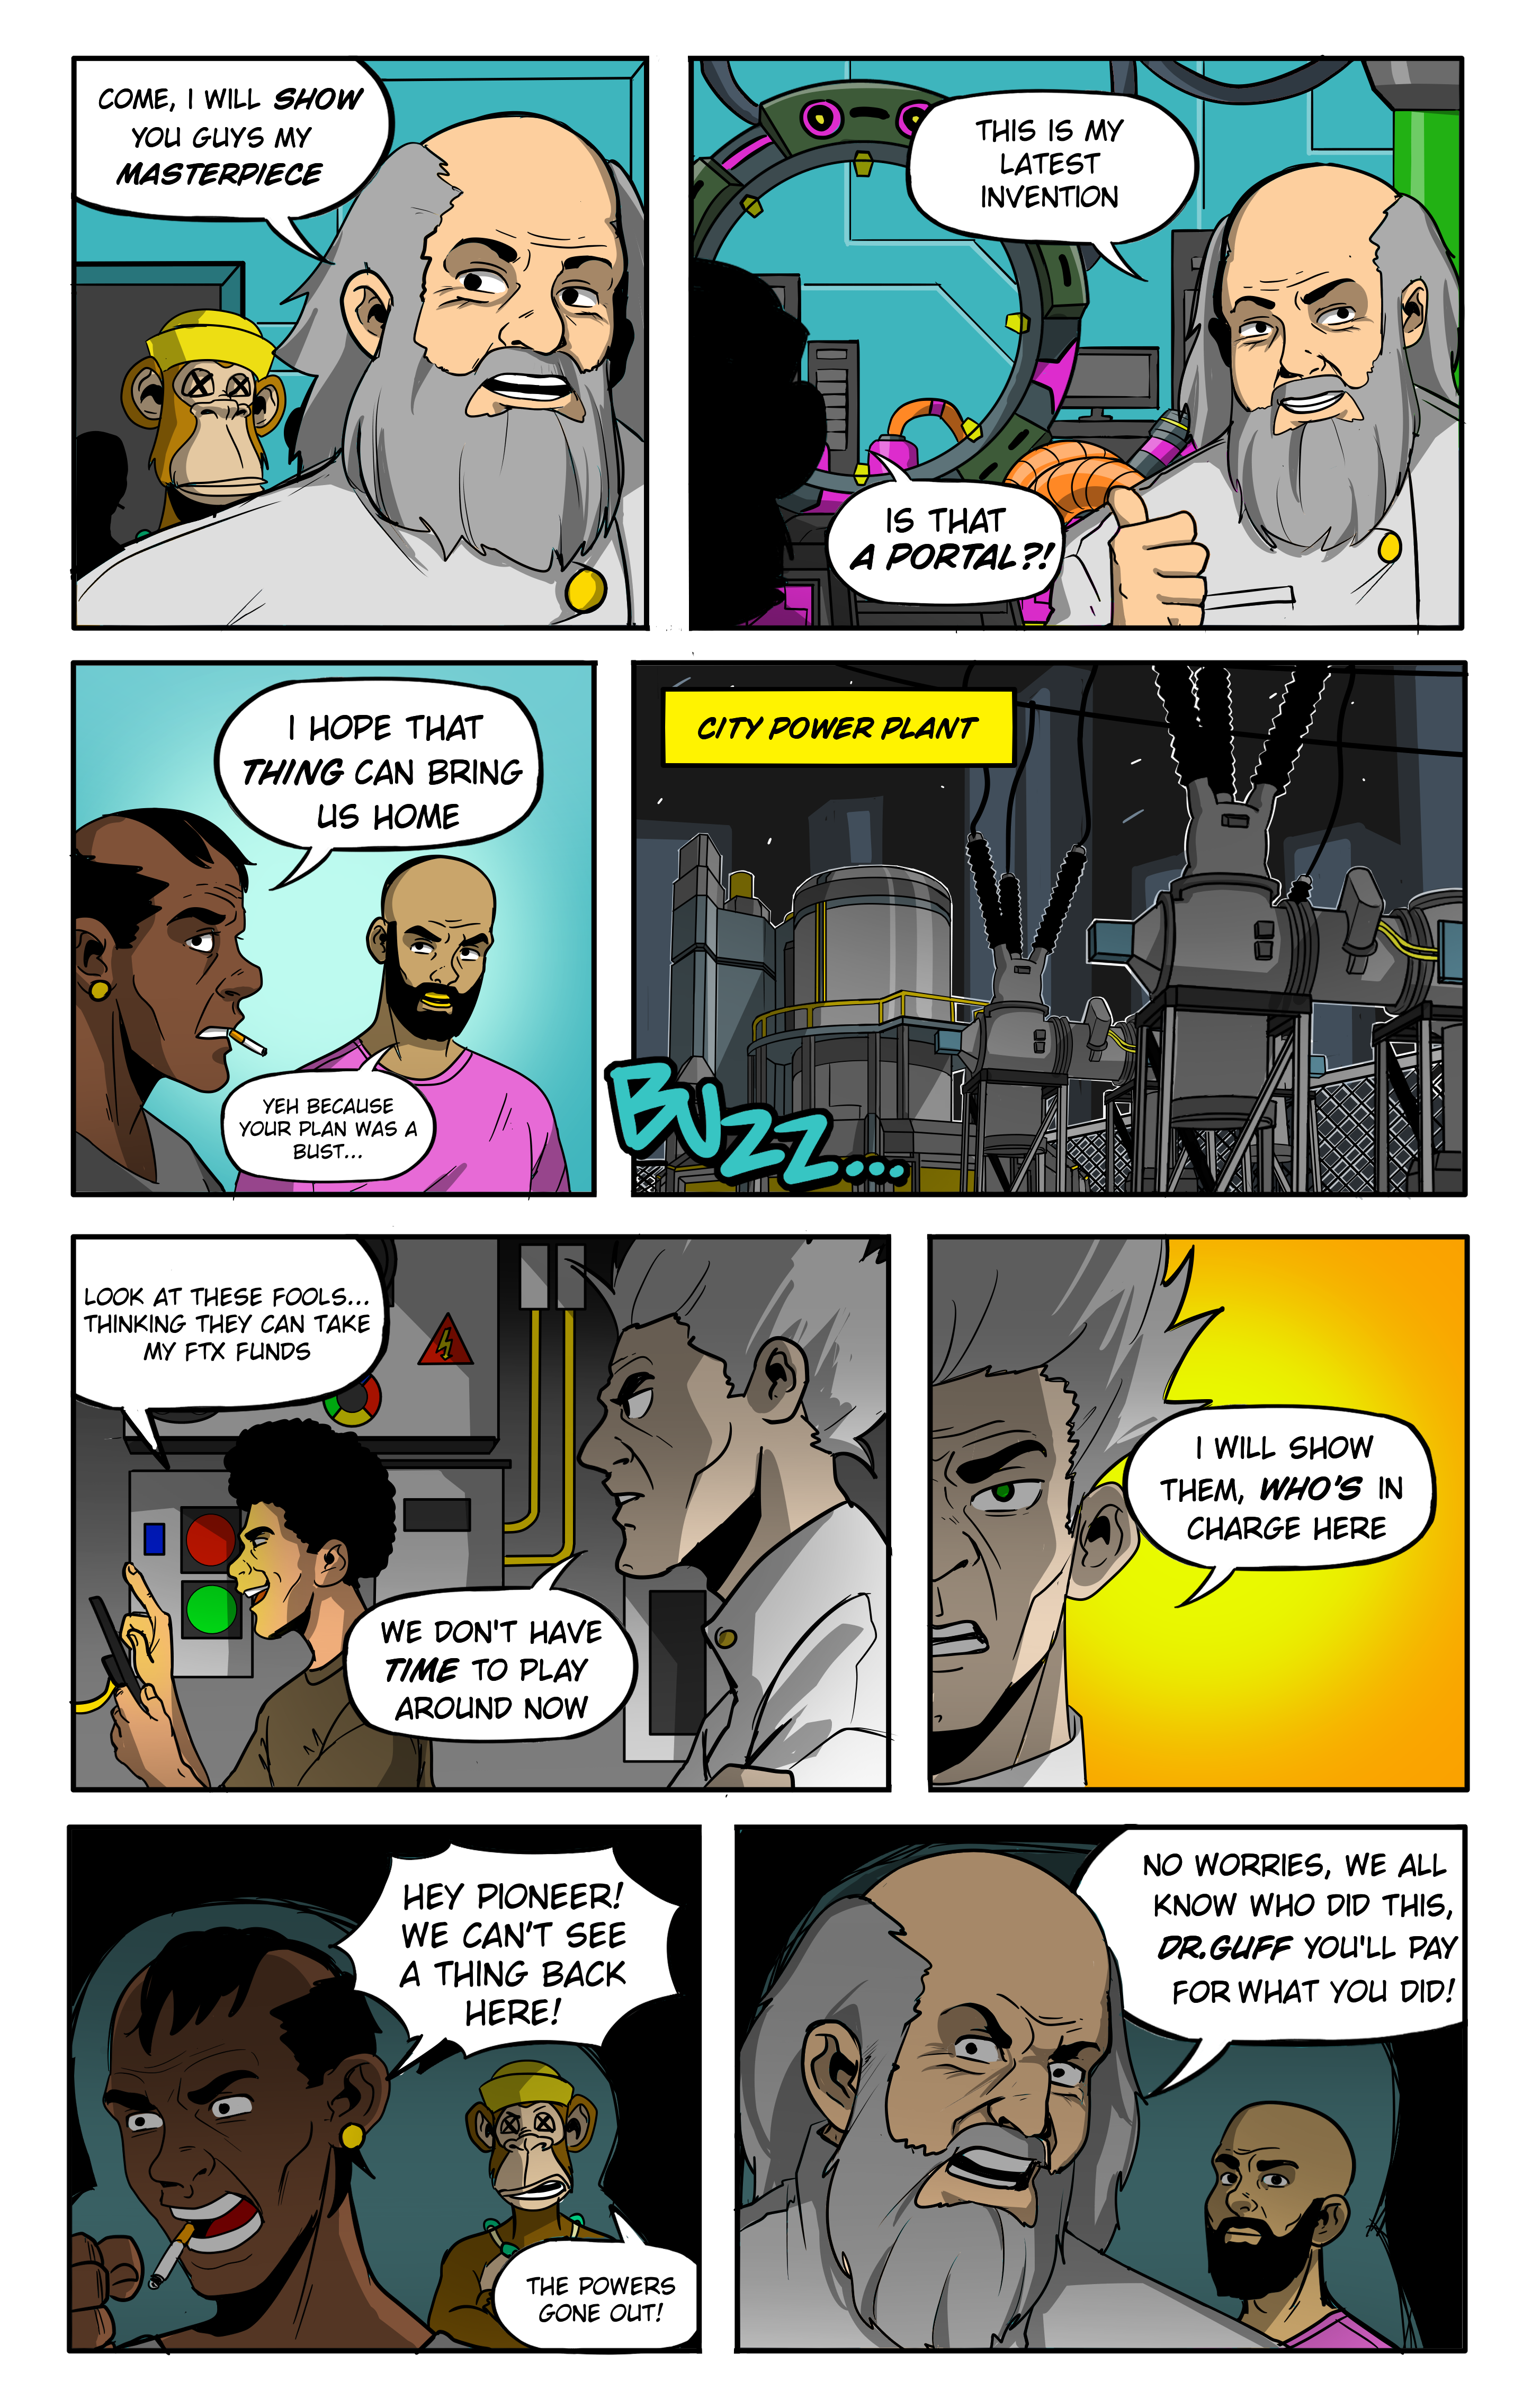 COME, I WILL SHOW
YOU GUYS MY
MASTERPIECE
THIS IS MY
LATEST
INVENTION
IS THAT
A PORTAL?!
I HOPE THAT
THING CAN BRING
US HOME
YEH BECAUSE
YOUR PLAN WAS A
BUST...
CITY POWER PLANT
BUZZ...
LOOK AT THESE FOOLS...
THINKING THEY CAN TAKE
MY FTX FUNDS
WE DON'T HAVE
TIME TO PLAY
AROUND NOW
I WILL SHOW
THEM, WHO'S IN
CHARGE HERE
HEY PIONEER!
WE CAN'T SEE
A THING BACK
HERE!
THE POWERS
GONE OUT!
NO WORRIES, WE ALL
KNOW WHO DID THIS,
DR.GUFF YOU'LL PAY
FOR WHAT YOU DID!